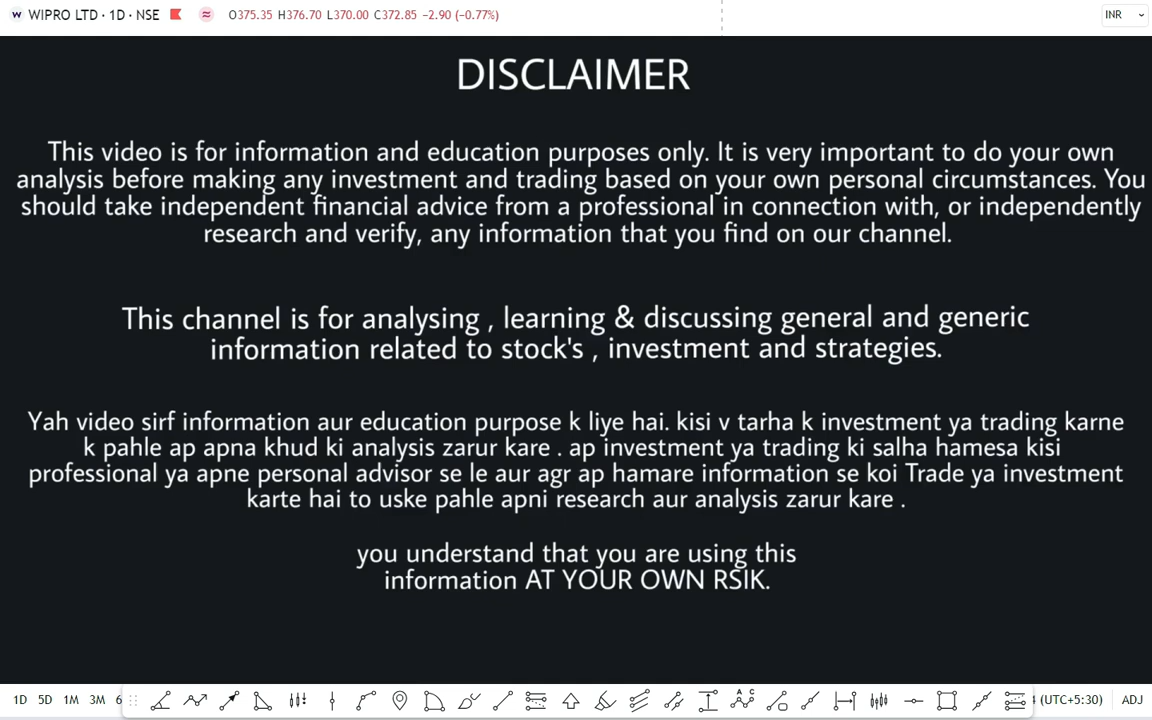 WIPRO LTD · 1D · NSE O375.35 H376.70 L370.00 C372.85 −2.90 (−0.77%) INR
DISCLAIMER
This video is for information and education purposes only. It is very important to do your own
analysis before making any investment and trading based on your own personal circumstances. You
should take independent financial advice from a professional in connection with, or independently
research and verify, any information that you find on our channel.
This channel is for analysing , learning & discussing general and generic
information related to stock's , investment and strategies.
Yah video sirf information aur education purpose k liye hai. kisi v tarha k investment ya trading karne
k pahle ap apna khud ki analysis zarur kare . ap investment ya trading ki salha hamesa kisi
professional ya apne personal advisor se le aur agr ap hamare information se koi Trade ya investment
karte hai to uske pahle apni research aur analysis zarur kare .
you understand that you are using this
information AT YOUR OWN RSIK.
1D 5D 1M 3M 6 (UTC+5:30) ADJ